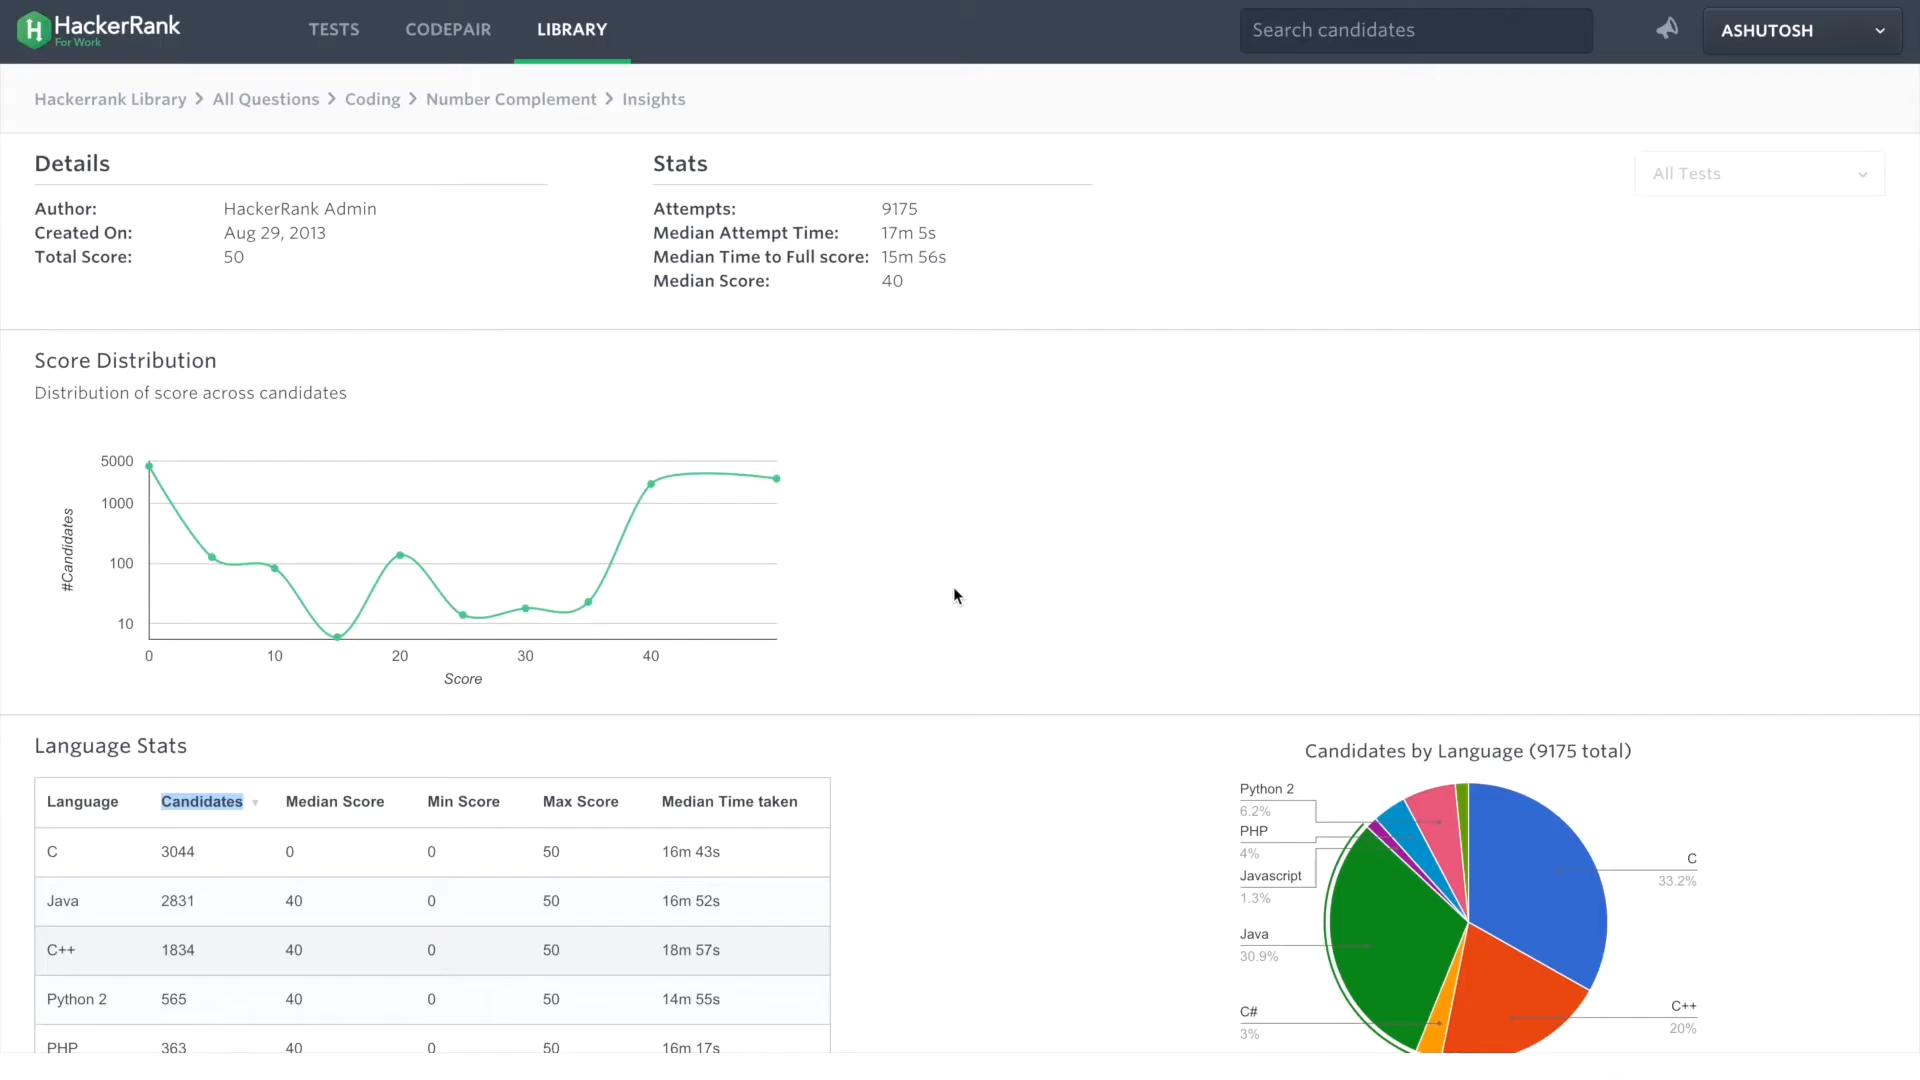 HackerRank
For Work
TESTS
CODEPAIR
LIBRARY
Search candidates
ASHUTOSH
Hackerrank Library > All Questions > Coding > Number Complement > Insights
Details
Author: HackerRank Admin
Created On: Aug 29, 2013
Total Score: 50
Stats
Attempts: 9175
Median Attempt Time: 17m 5s
Median Time to Full score: 15m 56s
Median Score: 40
All Tests
Score Distribution
Distribution of score across candidates
5000
1000
100
10
#Candidates
0 10 20 30 40
Score
Language Stats
Language Candidates Median Score Min Score Max Score Median Time taken
C 3044 0 0 50 16m 43s
Java 2831 40 0 50 16m 52s
C++ 1834 40 0 50 18m 57s
Python 2 565 40 0 50 14m 55s
PHP 363 40 0 50 16m 17s
Candidates by Language (9175 total)
Python 2
6.2%
PHP
4%
Javascript
1.3%
Java
30.9%
C#
3%
C
33.2%
C++
20%